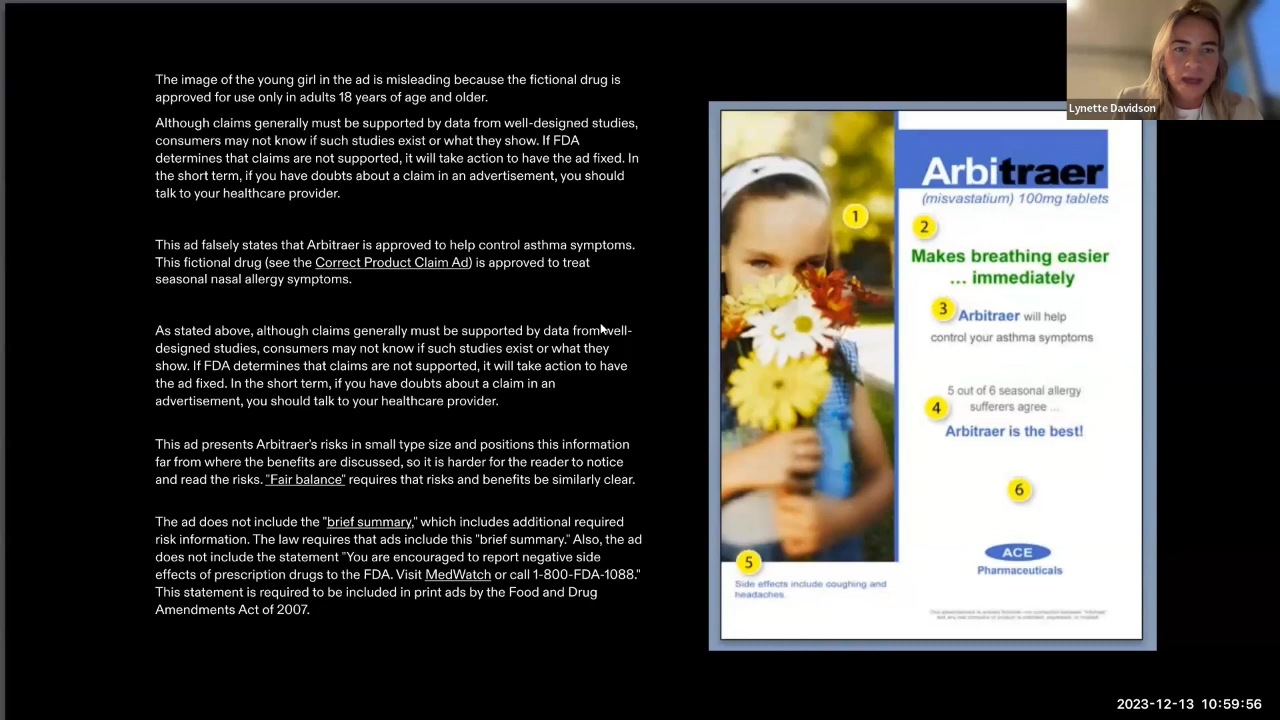 The image of the young girl in the ad is misleading because the fictional drug is
approved for use only in adults 18 years of age and older.
Although claims generally must be supported by data from well-designed studies,
consumers may not know if such studies exist or what they show. If FDA
determines that claims are not supported, it will take action to have the ad fixed. In
the short term, if you have doubts about a claim in an advertisement, you should
talk to your healthcare provider.
This ad falsely states that Arbitraer is approved to help control asthma symptoms.
This fictional drug (see the Correct Product Claim Ad) is approved to treat
seasonal nasal allergy symptoms.
As stated above, although claims generally must be supported by data from well-
designed studies, consumers may not know if such studies exist or what they
show. If FDA determines that claims are not supported, it will take action to have
the ad fixed. In the short term, if you have doubts about a claim in an
advertisement, you should talk to your healthcare provider.
This ad presents Arbitraer's risks in small type size and positions this information
far from where the benefits are discussed, so it is harder for the reader to notice
and read the risks. "Fair balance" requires that risks and benefits be similarly clear.
The ad does not include the "brief summary," which includes additional required
risk information. The law requires that ads include this "brief summary." Also, the ad
does not include the statement "You are encouraged to report negative side
effects of prescription drugs to the FDA. Visit MedWatch or call 1-800-FDA-1088."
This statement is required to be included in print ads by the Food and Drug
Amendments Act of 2007.
Lynette Davidson
Arbitraer
(misvastatium) 100mg tablets
1
2
Makes breathing easier
... immediately
3
Arbitraer will help
control your asthma symptoms
5 out of 6 seasonal allergy
sufferers agree ...
4
Arbitraer is the best!
6
ACE
Pharmaceuticals
5
Side effects include coughing and
headaches.
2023-12-13 10:59:56